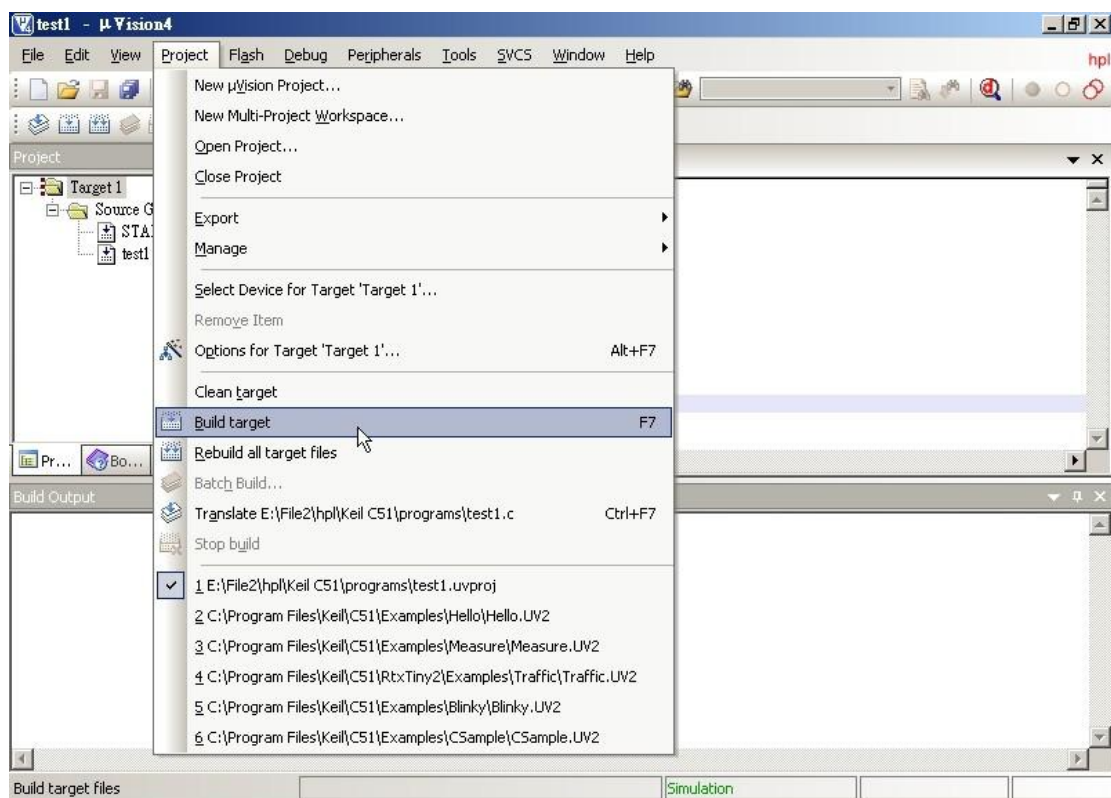 test1 - µVision4
File Edit View Project Flash Debug Peripherals Tools SVCS Window Help
hpl
New µVision Project...
New Multi-Project Workspace...
Open Project...
Close Project
Export
Manage
Select Device for Target 'Target 1'...
Remove Item
Options for Target 'Target 1'... Alt+F7
Clean target
Build target F7
Rebuild all target files
Batch Build...
Translate E:\File2\hpl\Keil C51\programs\test1.c Ctrl+F7
Stop build
1 E:\File2\hpl\Keil C51\programs\test1.uvproj
2 C:\Program Files\Keil\C51\Examples\Hello\Hello.UV2
3 C:\Program Files\Keil\C51\Examples\Measure\Measure.UV2
4 C:\Program Files\Keil\C51\RtxTiny2\Examples\Traffic\Traffic.UV2
5 C:\Program Files\Keil\C51\Examples\Blinky\Blinky.UV2
6 C:\Program Files\Keil\C51\Examples\CSample\CSample.UV2
Project
Target 1
Source G
STA
test1
Pr... Bo...
Build Output
Build target files
Simulation